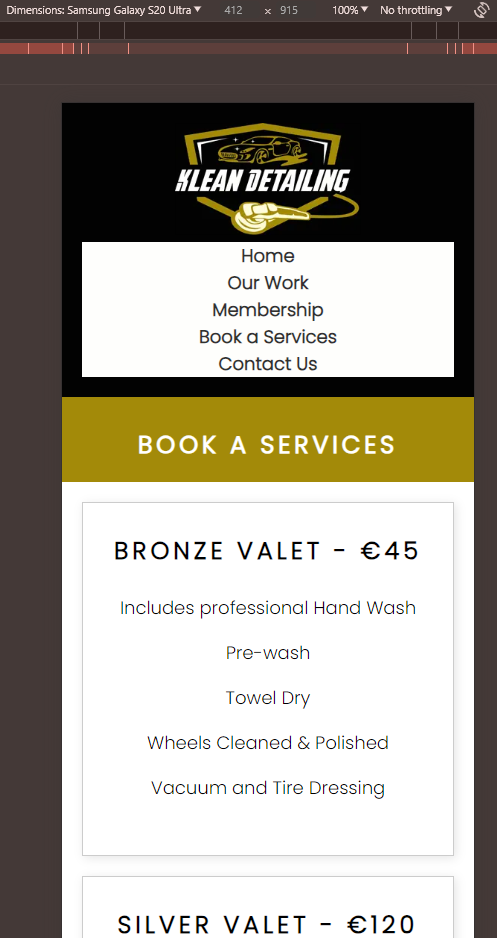 Dimensions: Samsung Galaxy S20 Ultra ▼ 412 × 915 100% ▼ No throttling ▼
KLEAN DETAILING
Home
Our Work
Membership
Book a Services
Contact Us
BOOK A SERVICES
BRONZE VALET - €45
Includes professional Hand Wash
Pre-wash
Towel Dry
Wheels Cleaned & Polished
Vacuum and Tire Dressing
SILVER VALET - €120